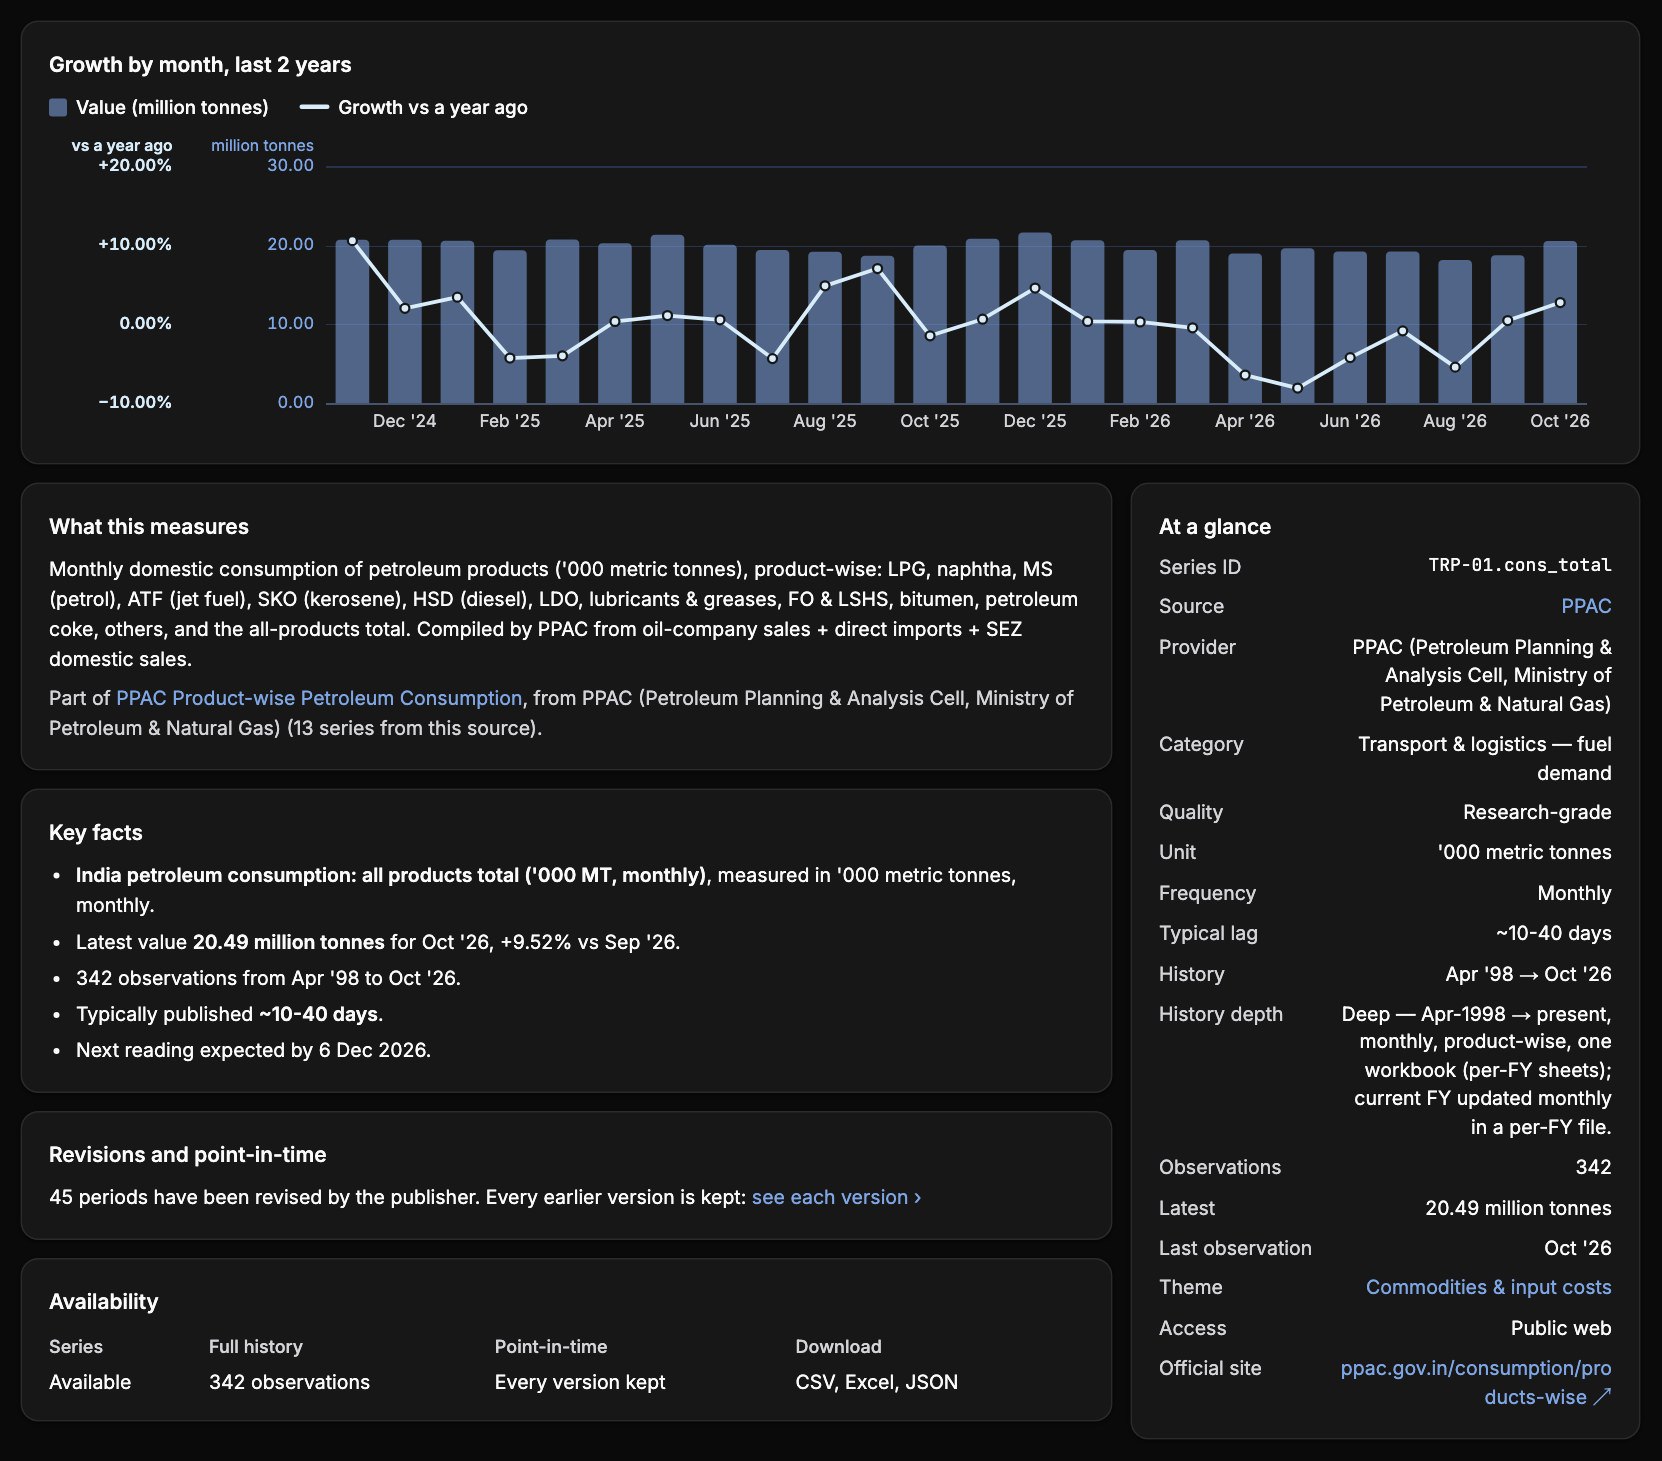 Growth by month, last 2 years
Value (million tonnes)
Growth vs a year ago
vs a year ago
million tonnes
+20.00%
30.00
+10.00%
20.00
0.00%
10.00
−10.00%
0.00
Dec '24
Feb '25
Apr '25
Jun '25
Aug '25
Oct '25
Dec '25
Feb '26
Apr '26
Jun '26
Aug '26
Oct '26
What this measures
Monthly domestic consumption of petroleum products ('000 metric tonnes), product-wise: LPG, naphtha, MS
(petrol), ATF (jet fuel), SKO (kerosene), HSD (diesel), LDO, lubricants & greases, FO & LSHS, bitumen, petroleum
coke, others, and the all-products total. Compiled by PPAC from oil-company sales + direct imports + SEZ
domestic sales.
Part of PPAC Product-wise Petroleum Consumption, from PPAC (Petroleum Planning & Analysis Cell, Ministry of
Petroleum & Natural Gas) (13 series from this source).
Key facts
• India petroleum consumption: all products total ('000 MT, monthly), measured in '000 metric tonnes,
monthly.
• Latest value 20.49 million tonnes for Oct '26, +9.52% vs Sep '26.
• 342 observations from Apr '98 to Oct '26.
• Typically published ~10-40 days.
• Next reading expected by 6 Dec 2026.
Revisions and point-in-time
45 periods have been revised by the publisher. Every earlier version is kept: see each version ›
Availability
Series
Full history
Point-in-time
Download
Available
342 observations
Every version kept
CSV, Excel, JSON
At a glance
Series ID
TRP-01.cons_total
Source
PPAC
Provider
PPAC (Petroleum Planning &
Analysis Cell, Ministry of
Petroleum & Natural Gas)
Category
Transport & logistics — fuel
demand
Quality
Research-grade
Unit
'000 metric tonnes
Frequency
Monthly
Typical lag
~10-40 days
History
Apr '98 → Oct '26
History depth
Deep — Apr-1998 → present,
monthly, product-wise, one
workbook (per-FY sheets);
current FY updated monthly
in a per-FY file.
Observations
342
Latest
20.49 million tonnes
Last observation
Oct '26
Theme
Commodities & input costs
Access
Public web
Official site
ppac.gov.in/consumption/pro
ducts-wise ↗